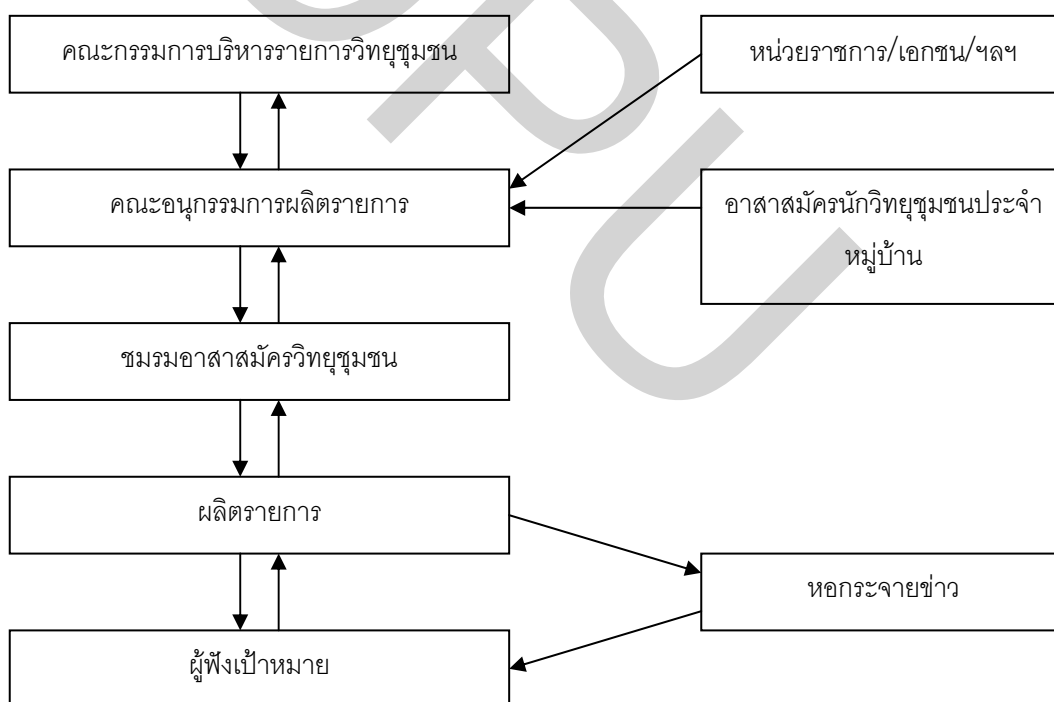 คณะกรรมการบริหารรายการวิทยุชุมชน
หน่วยราชการ/เอกชน/ฯลฯ
คณะอนุกรรมการผลิตรายการ
อาสาสมัครนักวิทยุชุมชนประจำ
หมู่บ้าน
ชมรมอาสาสมัครวิทยุชุมชน
ผลิตรายการ
หอกระจายข่าว
ผู้ฟังเป้าหมาย